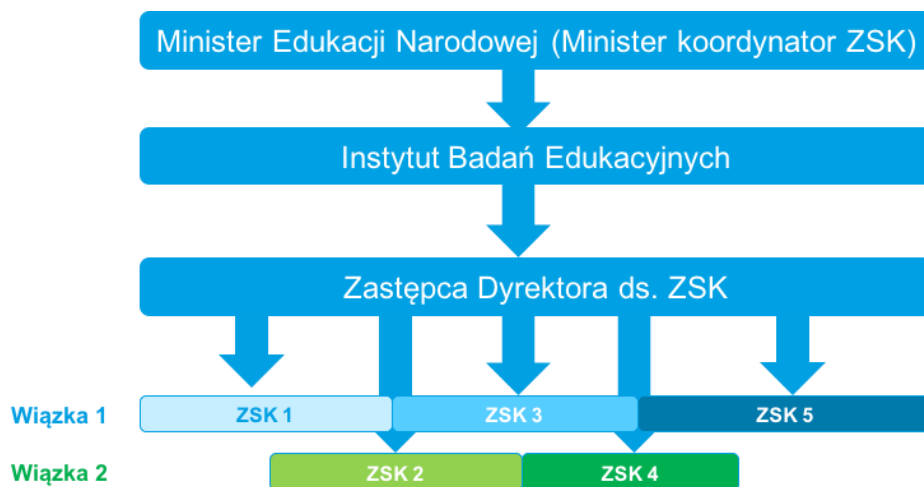 Minister Edukacji Narodowej (Minister koordynator ZSK)
Instytut Badań Edukacyjnych
Zastępca Dyrektora ds. ZSK
Wiązka 1 ZSK 1 ZSK 3 ZSK 5
Wiązka 2 ZSK 2 ZSK 4